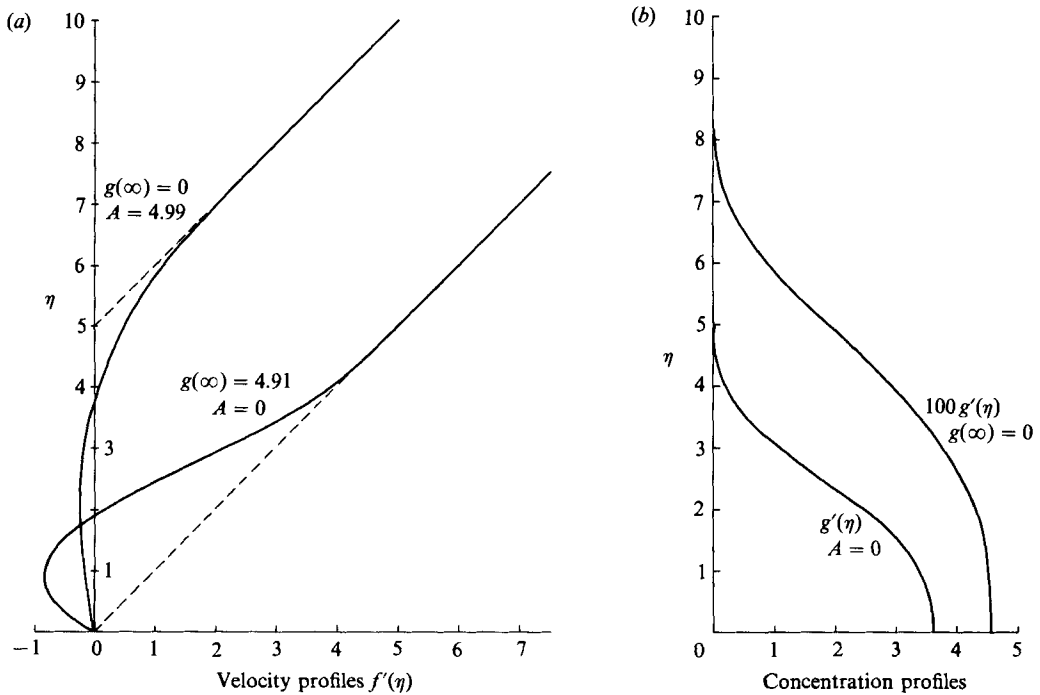 (a)
10
9
8
7
6
5
4
3
2
1
η
g(∞) = 0
A = 4.99
g(∞) = 4.91
A = 0
−1 0 1 2 3 4 5 6 7
Velocity profiles f′(η)
(b)
10
9
8
7
6
5
4
3
2
1
η
100 g′(η)
g(∞) = 0
g′(η)
A = 0
0 1 2 3 4 5
Concentration profiles